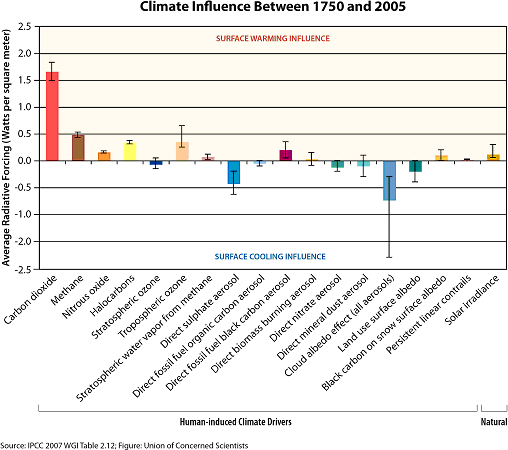 Climate Influence Between 1750 and 2005
Average Radiative Forcing (Watts per square meter)
2.5
2.0
1.5
1.0
0.5
0.0
-0.5
-1.0
-1.5
-2.0
-2.5
SURFACE WARMING INFLUENCE
SURFACE COOLING INFLUENCE
Carbon dioxide
Methane
Nitrous oxide
Halocarbons
Stratospheric ozone
Tropospheric ozone
Stratospheric water vapor from methane
Direct sulphate aerosol
Direct fossil fuel organic carbon aerosol
Direct fossil fuel black carbon aerosol
Direct biomass burning aerosol
Direct nitrate aerosol
Direct mineral dust aerosol
Cloud albedo effect (all aerosols)
Land use surface albedo
Black carbon on snow surface albedo
Persistent linear contrails
Solar irradiance
Human-induced Climate Drivers
Natural
Source: IPCC 2007 WGI Table 2.12; Figure: Union of Concerned Scientists